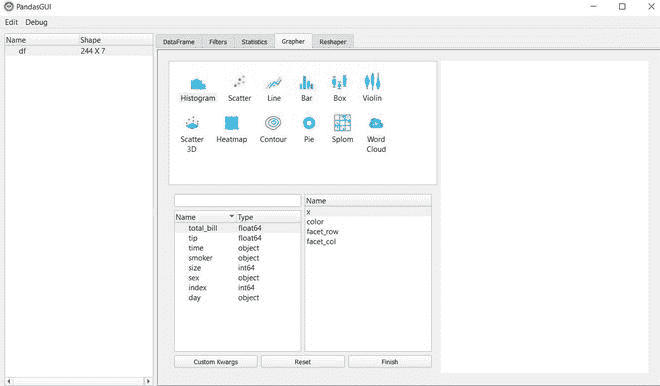 PandasGUI
Edit Debug
Name Shape
df 244 X 7
DataFrame Filters Statistics Grapher Reshaper
Histogram Scatter Line Bar Box Violin
Scatter 3D Heatmap Contour Pie Splom Word Cloud
Name Type
total_bill float64
tip float64
time object
smoker object
size int64
sex object
index int64
day object
Name
x
color
facet_row
facet_col
Custom Kwargs Reset Finish